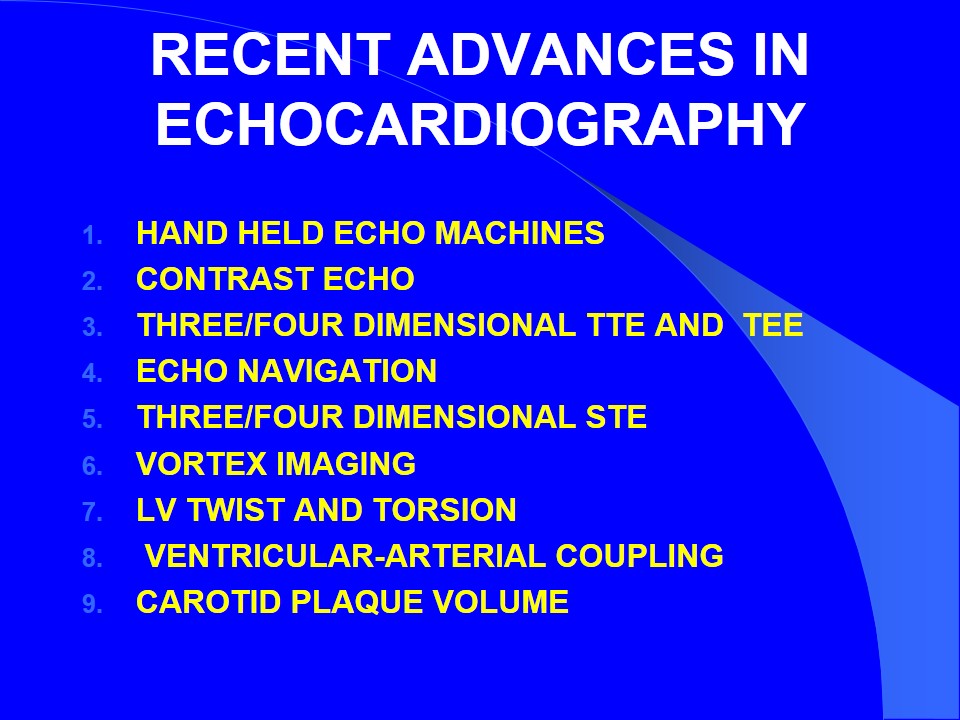 RECENT ADVANCES IN
ECHOCARDIOGRAPHY
1. HAND HELD ECHO MACHINES
2. CONTRAST ECHO
3. THREE/FOUR DIMENSIONAL TTE AND  TEE
4. ECHO NAVIGATION
5. THREE/FOUR DIMENSIONAL STE
6. VORTEX IMAGING
7. LV TWIST AND TORSION
8. VENTRICULAR-ARTERIAL COUPLING
9. CAROTID PLAQUE VOLUME